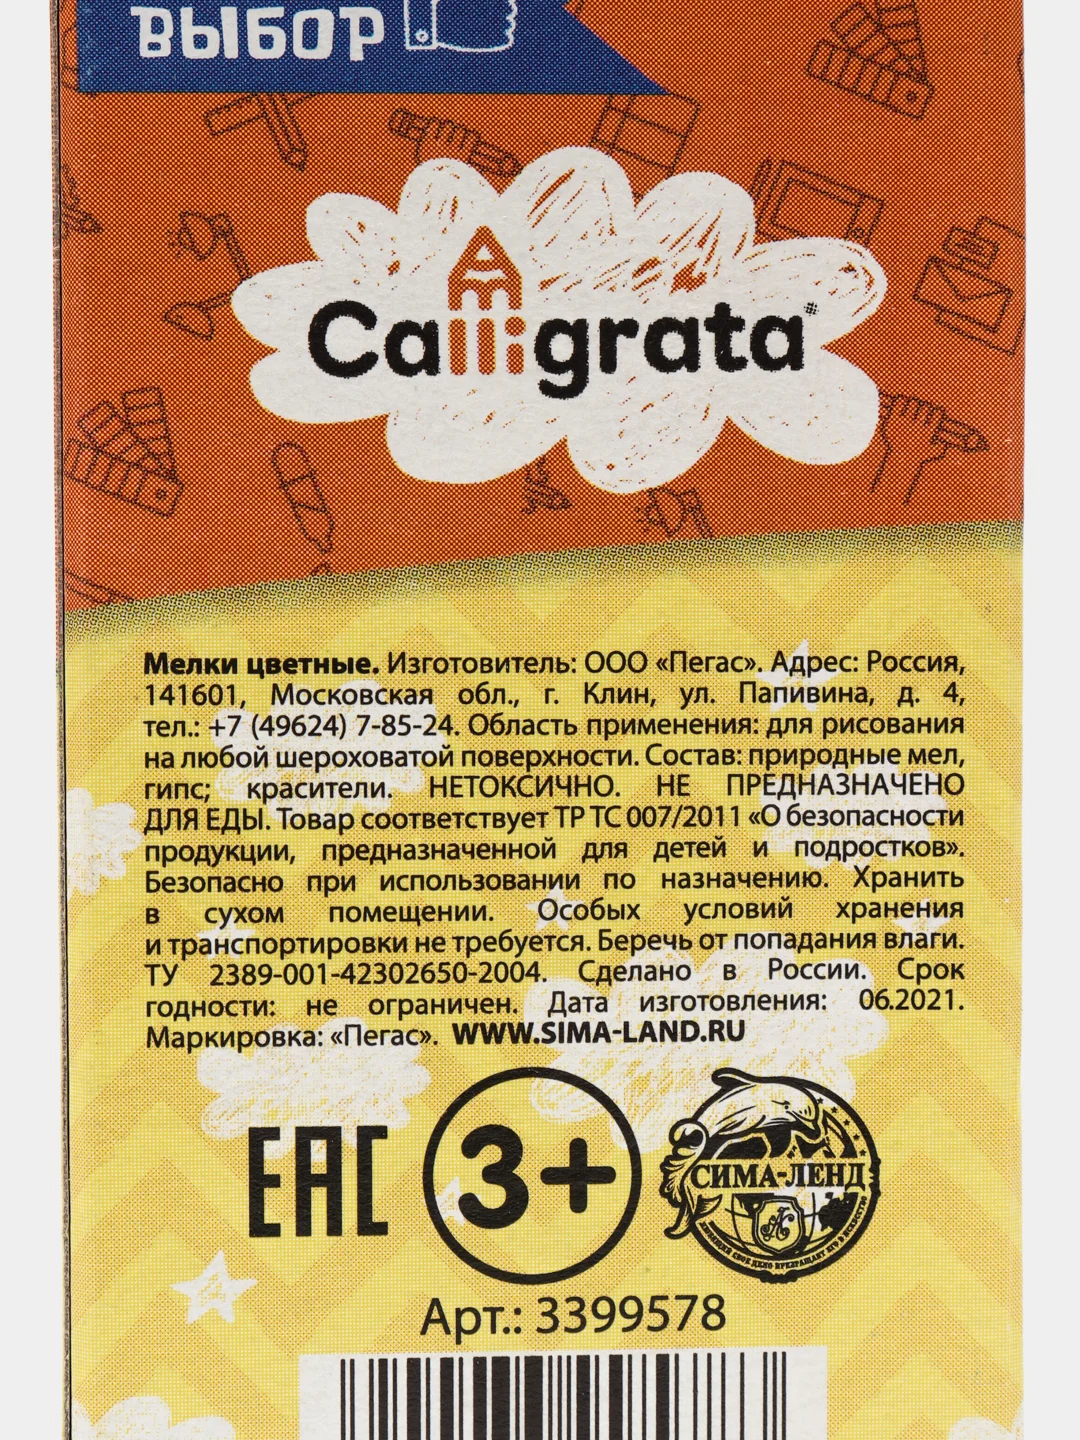 ВЫБОР
Calligrata
Мелки цветные. Изготовитель: ООО «Пегас». Адрес: Россия,
141601, Московская обл., г. Клин, ул. Папивина, д. 4,
тел.: +7 (49624) 7-85-24. Область применения: для рисования
на любой шероховатой поверхности. Состав: природные мел,
гипс; красители. НЕТОКСИЧНО. НЕ ПРЕДНАЗНАЧЕНО
ДЛЯ ЕДЫ. Товар соответствует ТР ТС 007/2011 «О безопасности
продукции, предназначенной для детей и подростков».
Безопасно при использовании по назначению. Хранить
в сухом помещении. Особых условий хранения
и транспортировки не требуется. Беречь от попадания влаги.
ТУ 2389-001-42302650-2004. Сделано в России. Срок
годности: не ограничен. Дата изготовления: 06.2021.
Маркировка: «Пегас». WWW.SIMA-LAND.RU
ЕАС 3+ СИМА-ЛЕНД
Арт.: 3399578